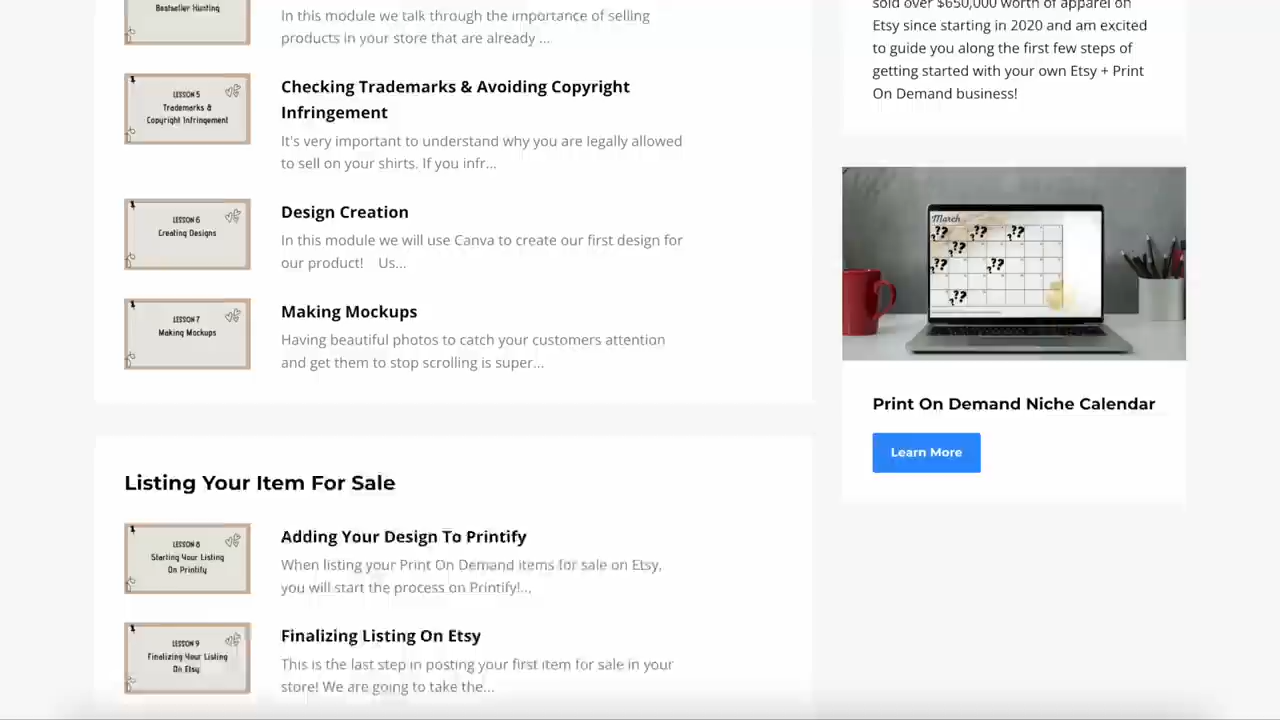 Bestseller Hunting
In this module we talk through the importance of selling
products in your store that are already ...
LESSON 5
Trademarks &
Copyright Infringement
Checking Trademarks & Avoiding Copyright
Infringement
It's very important to understand why you are legally allowed
to sell on your shirts. If you infr...
LESSON 6
Creating Designs
Design Creation
In this module we will use Canva to create our first design for
our product! Us...
LESSON 7
Making Mockups
Making Mockups
Having beautiful photos to catch your customers attention
and get them to stop scrolling is super...
Listing Your Item For Sale
LESSON 8
Starting Your Listing
On Printify
Adding Your Design To Printify
When listing your Print On Demand items for sale on Etsy,
you will start the process on Printify!...
LESSON 9
Finalizing Your Listing
On Etsy
Finalizing Listing On Etsy
This is the last step in posting your first item for sale in your
store! We are going to take the...
sold over $650,000 worth of apparel on
Etsy since starting in 2020 and am excited
to guide you along the first few steps of
getting started with your own Etsy + Print
On Demand business!
March
??
??
??
??
??
??
??
Print On Demand Niche Calendar
Learn More